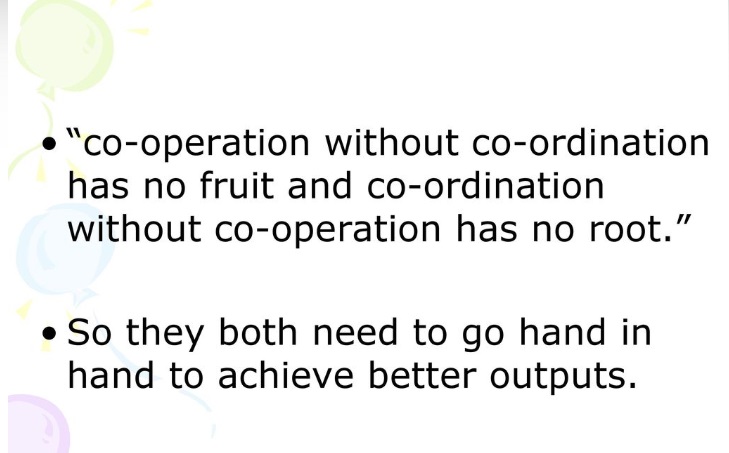 • “co-operation without co-ordination
has no fruit and co-ordination
without co-operation has no root.”
• So they both need to go hand in
hand to achieve better outputs.